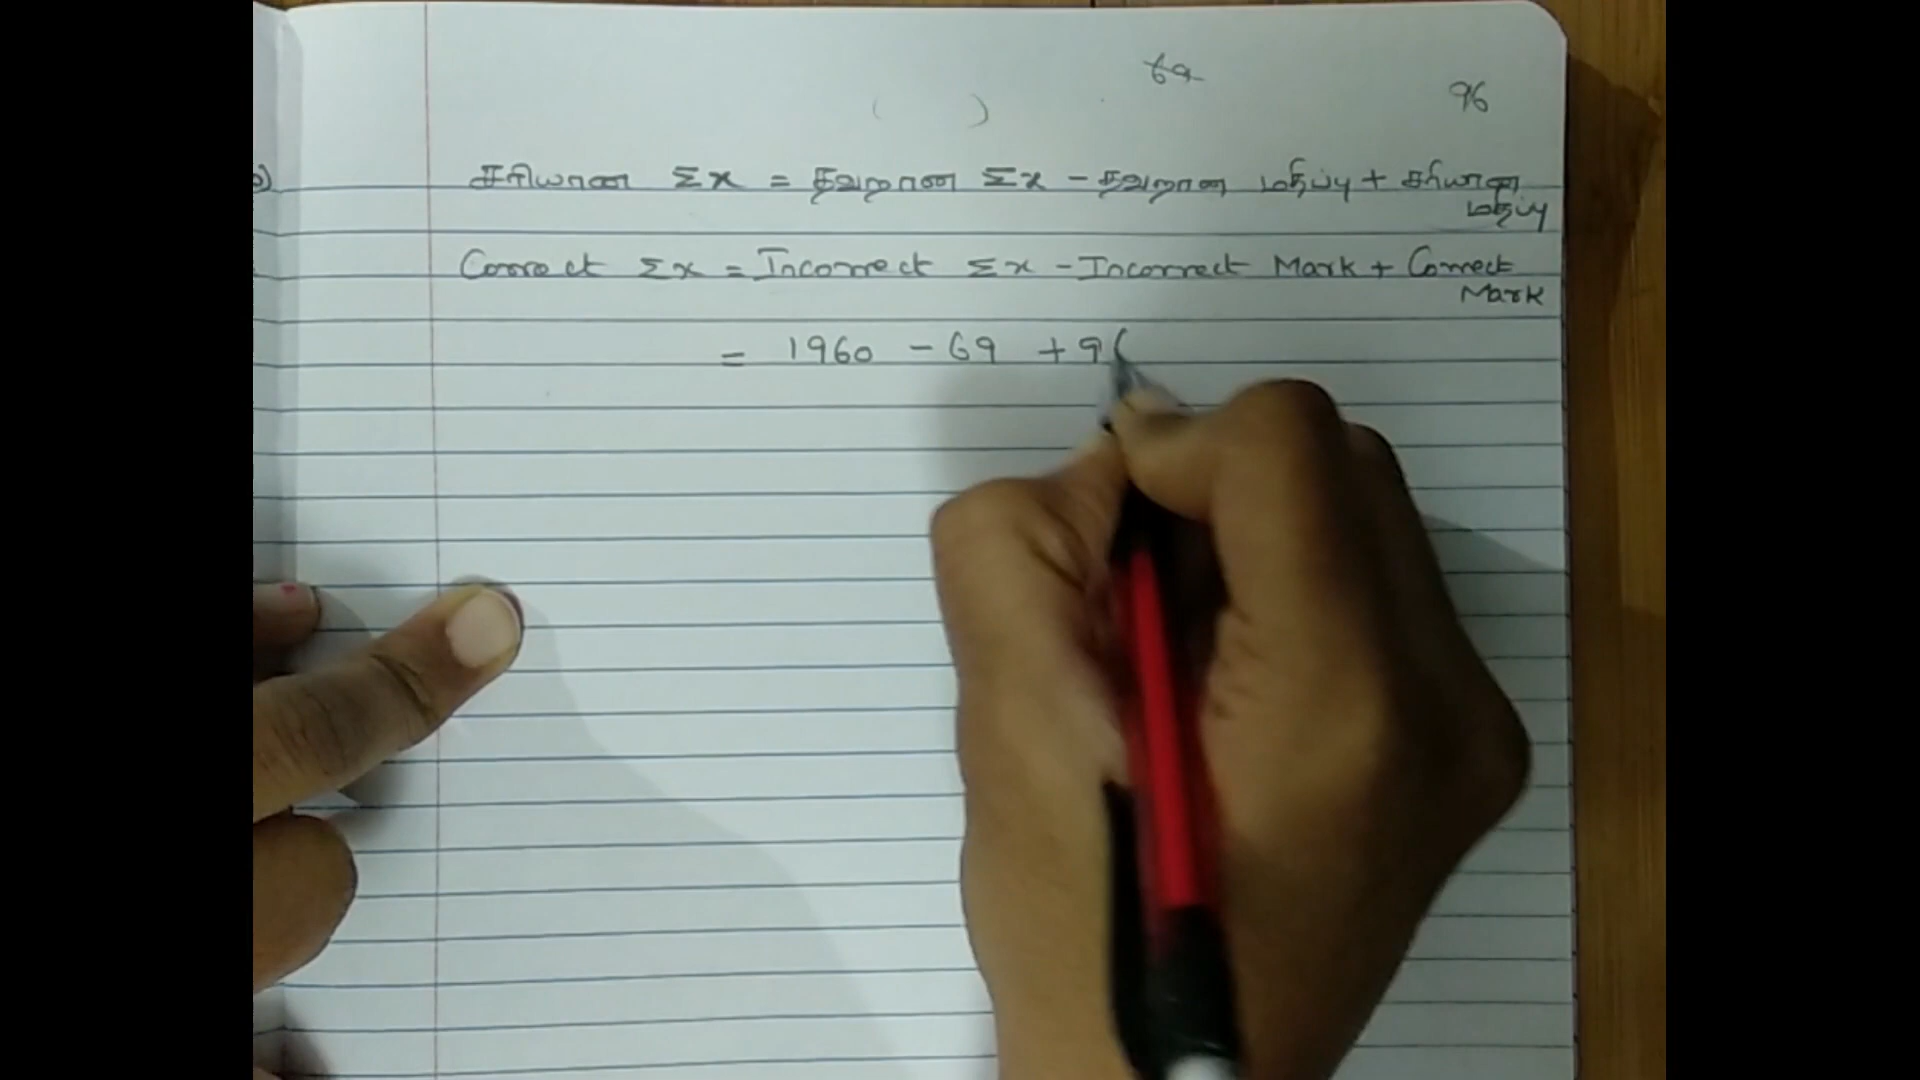 69
96
( )
சரியான Σx = தவறான Σx - தவறான மதிப்பு + சரியான
மதிப்பு
Correct Σx = Incorrect Σx - Incorrect Mark + Correct
Mark
= 1960 - 69 + 96